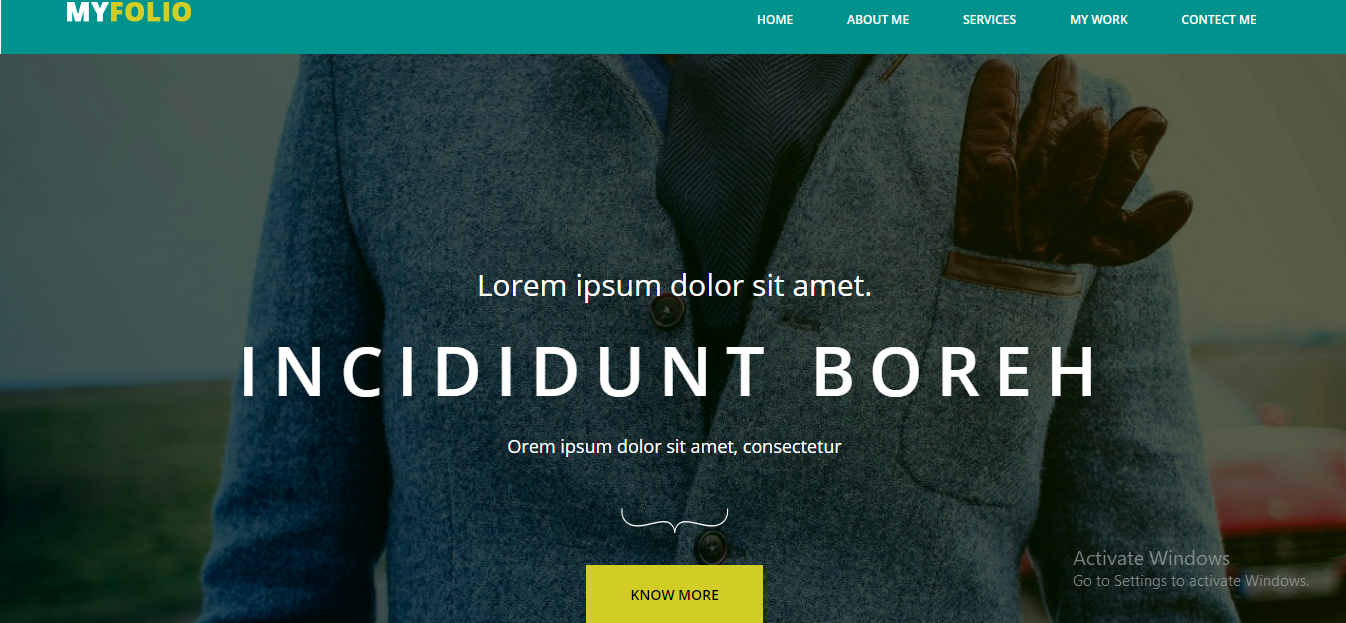 MYFOLIO
HOME ABOUT ME SERVICES MY WORK CONTECT ME
Lorem ipsum dolor sit amet.
INCIDIDUNT BOREH
Orem ipsum dolor sit amet, consectetur
Activate Windows
Go to Settings to activate Windows.
KNOW MORE